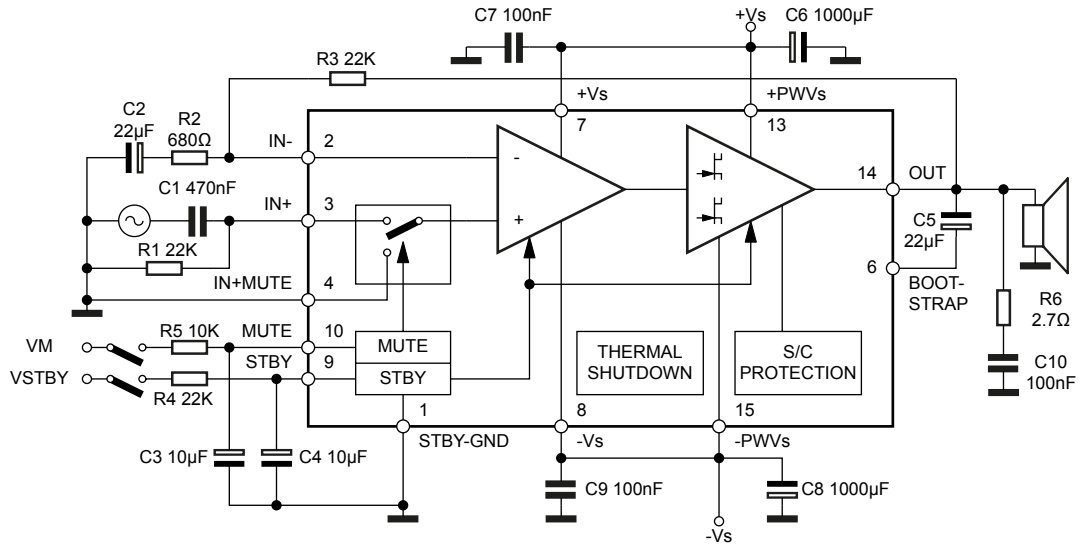 C7 100nF
+Vs
C6 1000µF
R3 22K
+Vs
+PWVs
C2
22µF
R2
680Ω
IN-
2
7
13
-
14
OUT
C1 470nF
IN+
3
+
C5
22µF
R1 22K
IN+MUTE
4
6
BOOT-
STRAP
R6
2.7Ω
VM
R5 10K
MUTE
10
MUTE
THERMAL
SHUTDOWN
S/C
PROTECTION
VSTBY
R4 22K
STBY
9
STBY
C10
100nF
1
8
15
STBY-GND
-Vs
-PWVs
C3 10µF
C4 10µF
C9 100nF
C8 1000µF
-Vs